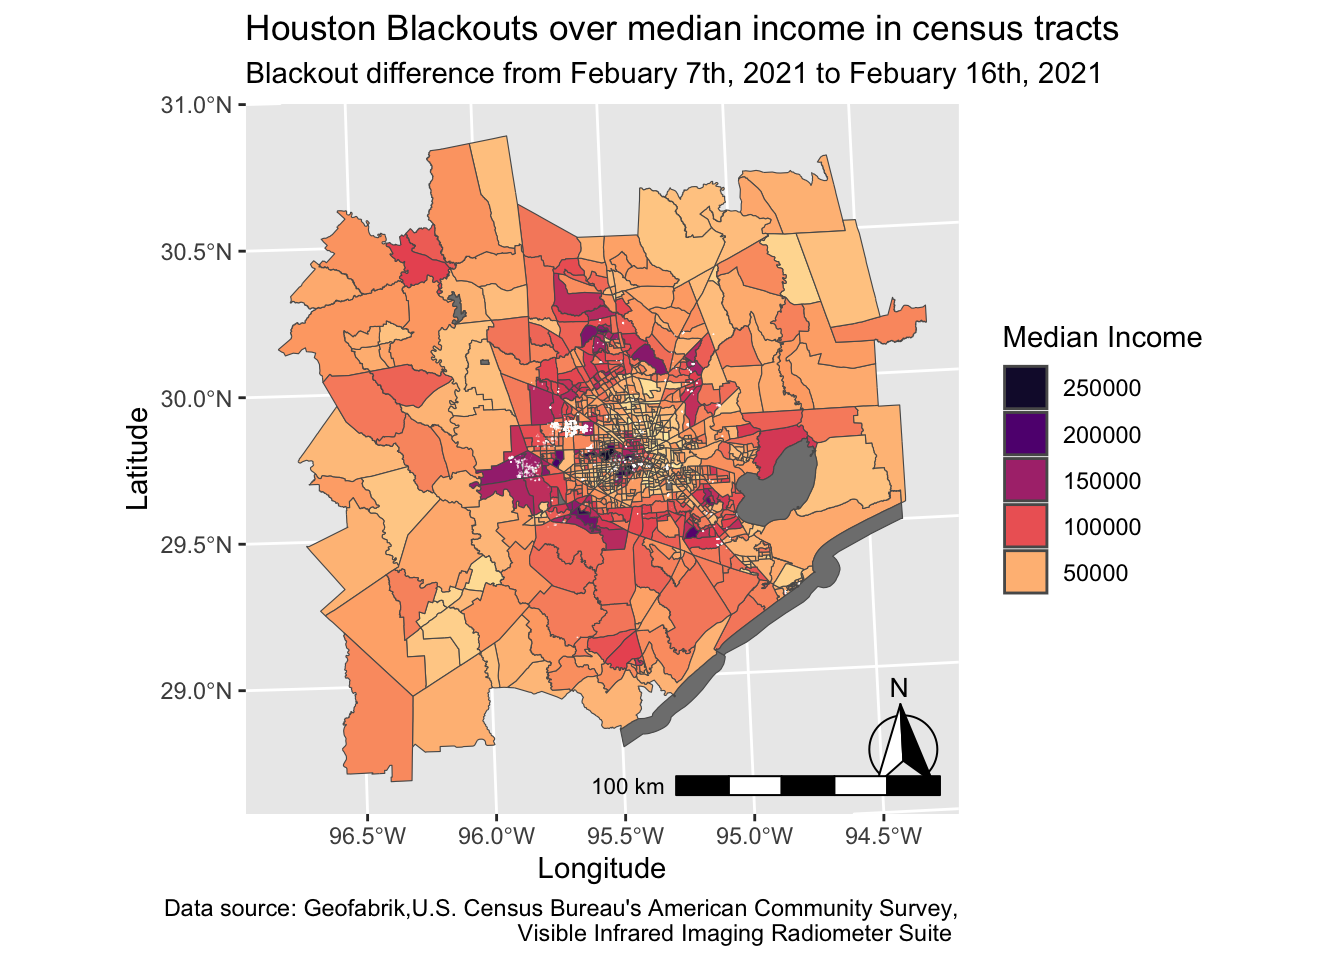 Houston Blackouts over median income in census tracts
Blackout difference from Febuary 7th, 2021 to Febuary 16th, 2021
31.0°N
30.5°N
30.0°N
29.5°N
29.0°N
Latitude
96.5°W
96.0°W
95.5°W
95.0°W
94.5°W
Longitude
N
100 km
Median Income
250000
200000
150000
100000
50000
Data source: Geofabrik,U.S. Census Bureau's American Community Survey,
Visible Infrared Imaging Radiometer Suite